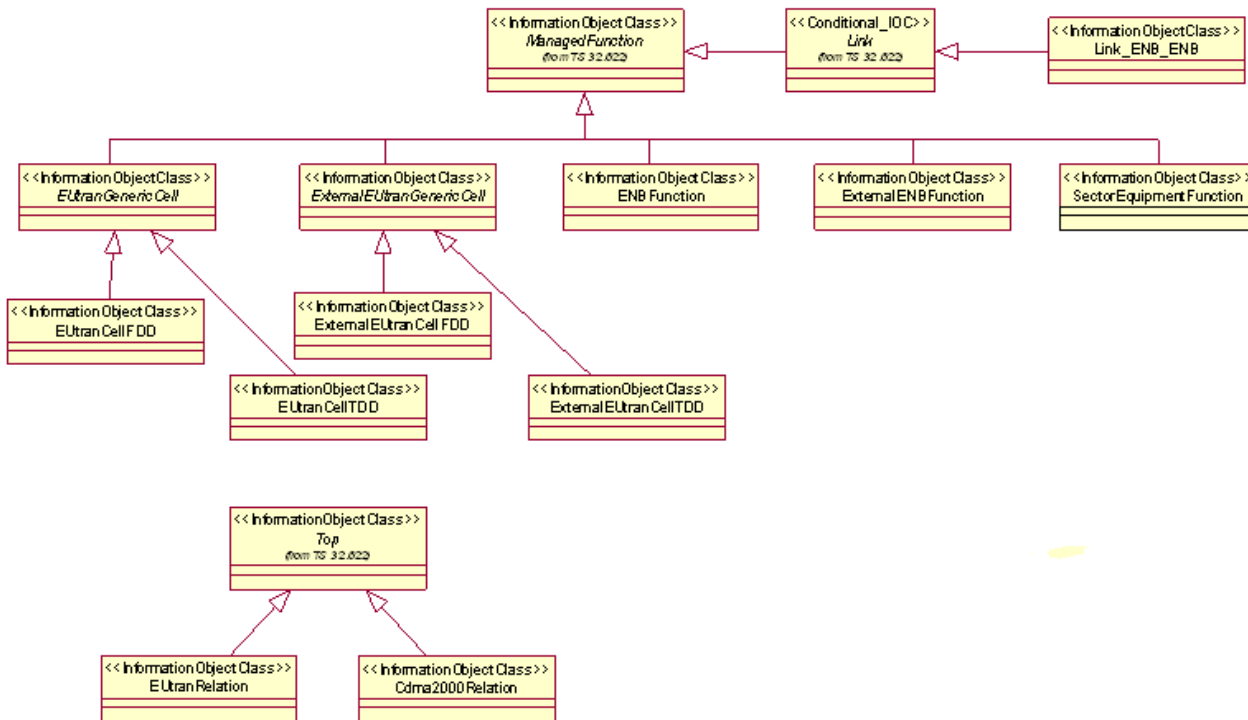 <<InformationObjectClass>>
ManagedFunction
(from TS 32.622)
<<Conditional_IOC>>
Link
(from TS 32.622)
<<InformationObjectClass>>
Link_ENB_ENB
<<InformationObjectClass>>
EUtranGenericCell
<<InformationObjectClass>>
ExternalEUtranGenericCell
<<InformationObjectClass>>
ENBFunction
<<InformationObjectClass>>
ExternalENBFunction
<<InformationObjectClass>>
SectorEquipmentFunction
<<InformationObjectClass>>
EUtranCellFDD
<<InformationObjectClass>>
ExternalEUtranCellFDD
<<InformationObjectClass>>
EUtranCellTDD
<<InformationObjectClass>>
ExternalEUtranCellTDD
<<InformationObjectClass>>
Top
(from TS 32.622)
<<InformationObjectClass>>
EUtranRelation
<<InformationObjectClass>>
Cdma2000Relation